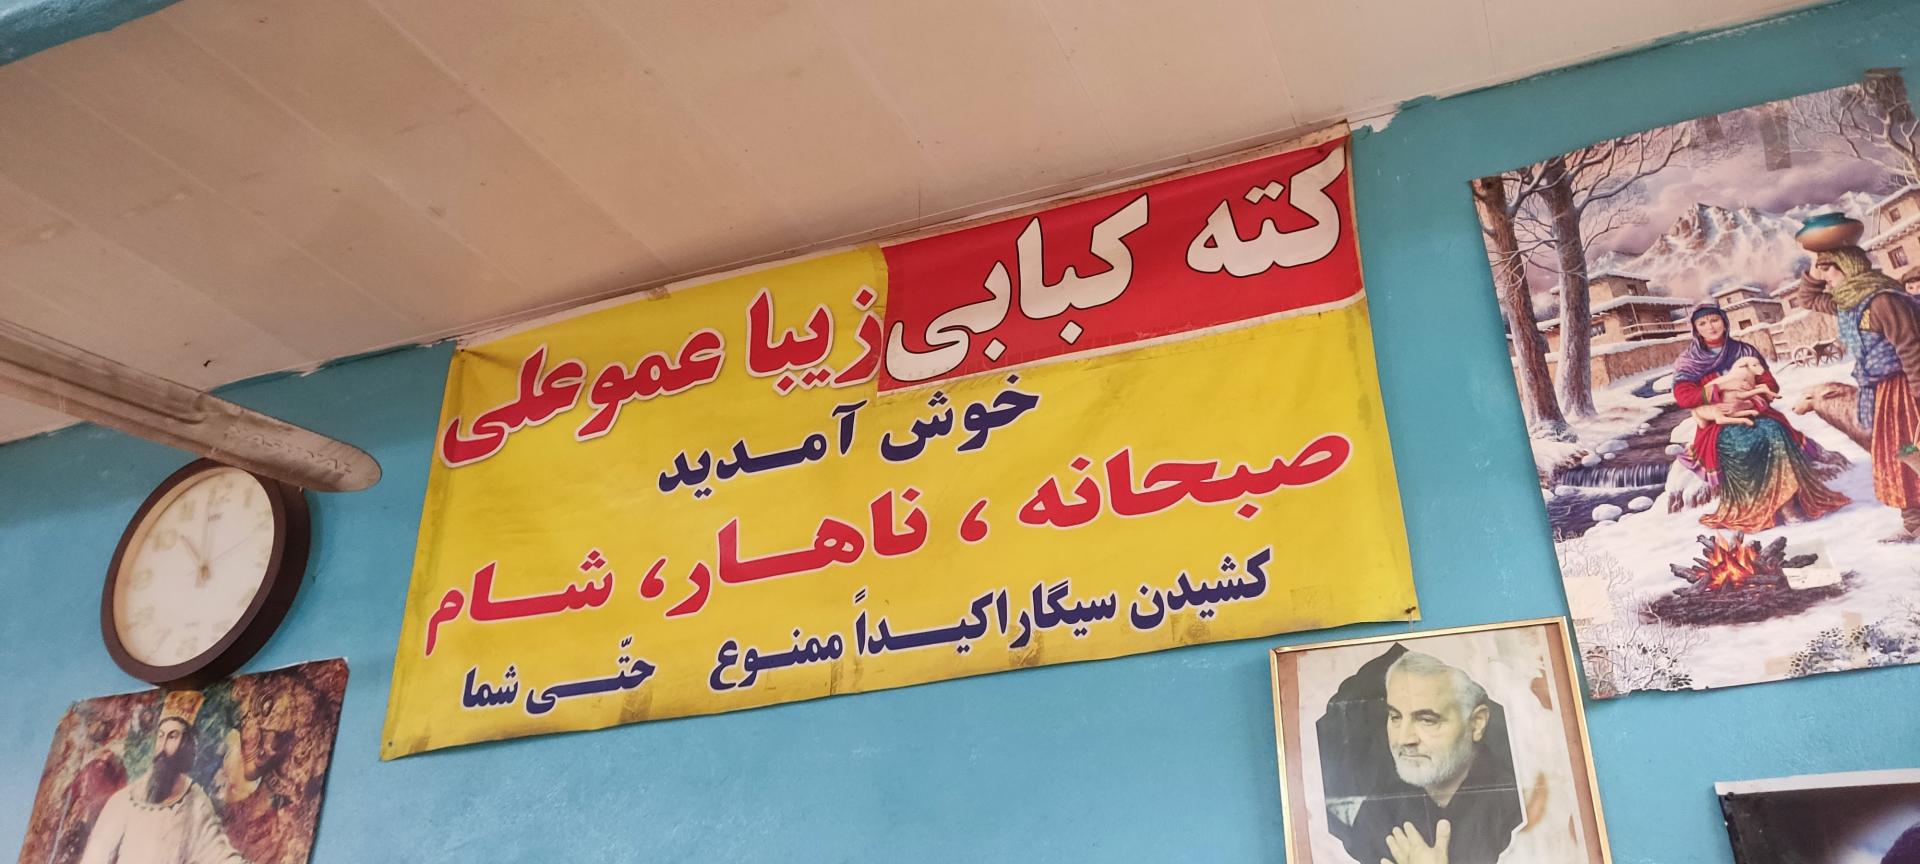 کته کبابی زیبا عموعلی
خوش آمدید
صبحانه ، ناهار، شام
کشیدن سیگار اکیداً ممنوع حتّی شما